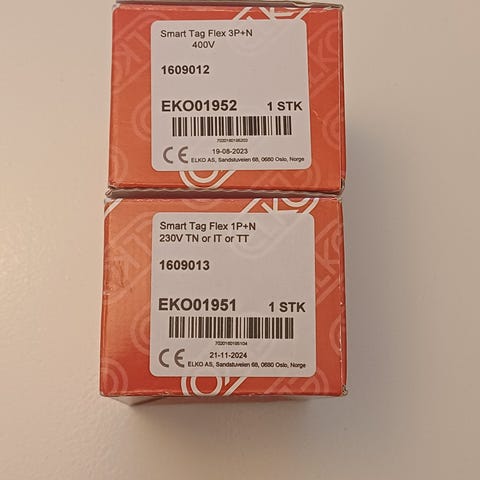 Smart Tag Flex 3P+N
400V
1609012
EKO01952 1 STK
19-08-2023
CE ELKO AS, Sandstuveien 68, 0680 Oslo, Norge
Smart Tag Flex 1P+N
230V TN or IT or TT
1609013
EKO01951 1 STK
21-11-2024
CE ELKO AS, Sandstuveien 68, 0680 Oslo, Norge